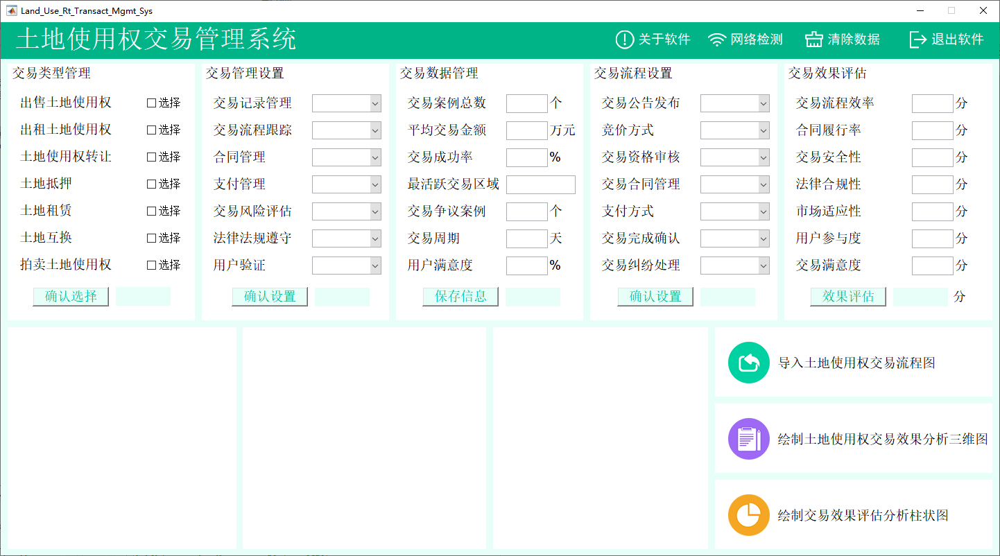 Land_Use_Rt_Transact_Mgmt_Sys
土地使用权交易管理系统
关于软件
网络检测
清除数据
退出软件
交易类型管理
出售土地使用权 选择
出租土地使用权 选择
土地使用权转让 选择
土地抵押 选择
土地租赁 选择
土地互换 选择
拍卖土地使用权 选择
确认选择
交易管理设置
交易记录管理
交易流程跟踪
合同管理
支付管理
交易风险评估
法律法规遵守
用户验证
确认设置
交易数据管理
交易案例总数 个
平均交易金额 万元
交易成功率 %
最活跃交易区域
交易争议案例 个
交易周期 天
用户满意度 %
保存信息
交易流程设置
交易公告发布
竞价方式
交易资格审核
交易合同管理
支付方式
交易完成确认
交易纠纷处理
确认设置
交易效果评估
交易流程效率 分
合同履行率 分
交易安全性 分
法律合规性 分
市场适应性 分
用户参与度 分
交易满意度 分
效果评估 分
导入土地使用权交易流程图
绘制土地使用权交易效果分析三维图
绘制交易效果评估分析柱状图